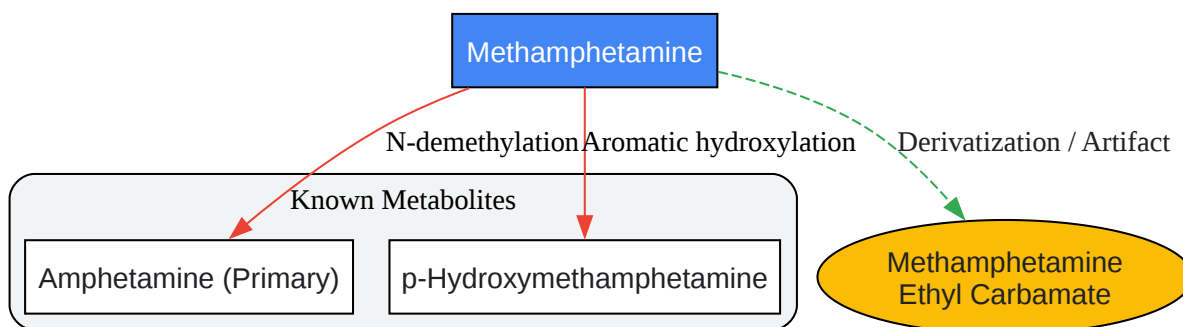 Methamphetamine
N-demethylation
Aromatic hydroxylation
Derivatization / Artifact
Known Metabolites
Amphetamine (Primary)
p-Hydroxymethamphetamine
Methamphetamine
Ethyl Carbamate